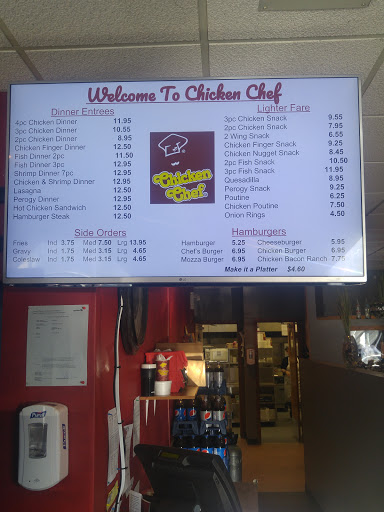 Welcome To Chicken Chef
Dinner Entrees
4pc Chicken Dinner 11.95
3pc Chicken Dinner 10.55
2pc Chicken Dinner 8.95
Chicken Finger Dinner 12.50
Fish Dinner 2pc 11.50
Fish Dinner 3pc 12.95
Shrimp Dinner 7pc 12.95
Chicken & Shrimp Dinner 12.95
Lasagna 12.50
Perogy Dinner 12.95
Hot Chicken Sandwich 12.50
Hamburger Steak 12.50
Chicken
Chef
Lighter Fare
3pc Chicken Snack 9.55
2pc Chicken Snack 7.95
2 Wing Snack 6.55
Chicken Finger Snack 9.25
Chicken Nugget Snack 8.45
2pc Fish Snack 10.50
3pc Fish Snack 11.95
Quesadilla 8.95
Perogy Snack 9.25
Poutine 6.25
Chicken Poutine 7.50
Onion Rings 4.50
Side Orders
Fries Ind 3.75 Med 7.50 Lrg 13.95
Gravy Ind 1.75 Med 3.15 Lrg 4.65
Coleslaw Ind 1.75 Med 3.15 Lrg 4.65
Hamburgers
Hamburger 5.25 Cheeseburger 5.95
Chef's Burger 6.95 Chicken Burger 6.95
Mozza Burger 6.95 Chicken Bacon Ranch 7.75
Make it a Platter $4.60
LG
PURELL
pepsi